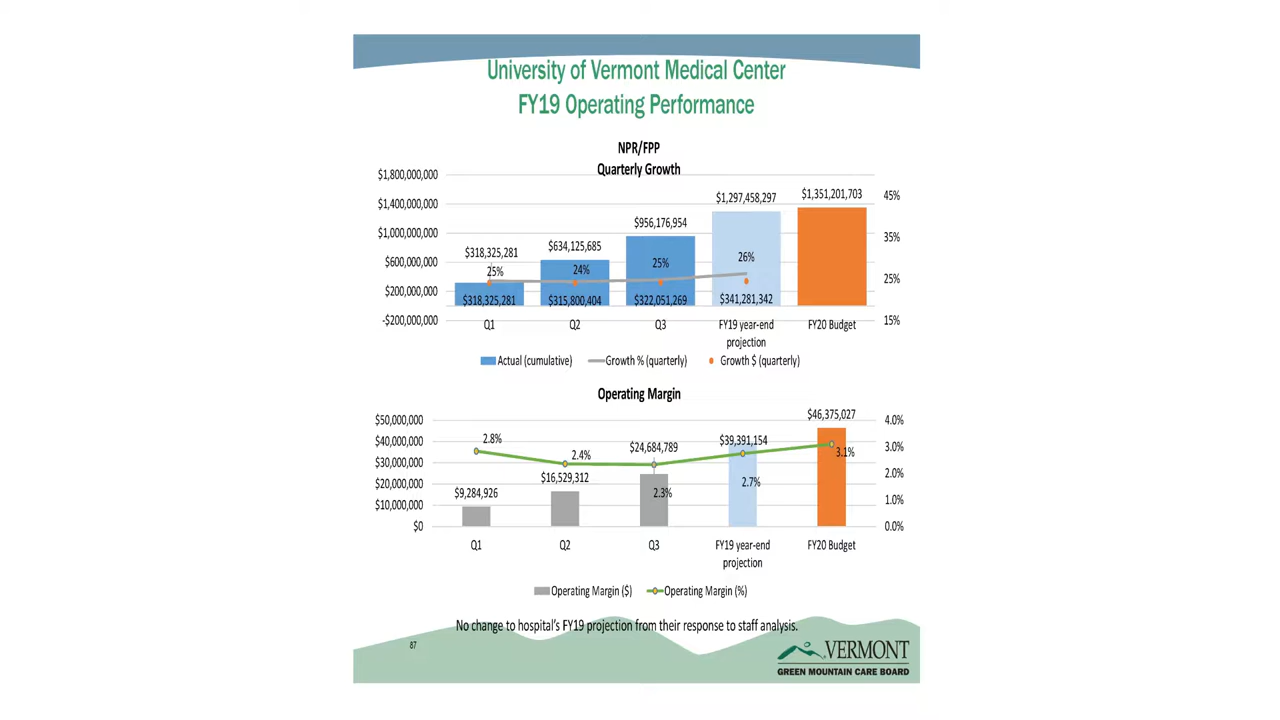 University of Vermont Medical Center
FY19 Operating Performance
NPR/FPP
Quarterly Growth
$1,800,000,000
$1,400,000,000
$1,000,000,000
$600,000,000
$200,000,000
-$200,000,000
45%
35%
25%
15%
$318,325,281
$634,125,685
$956,176,954
$1,297,458,297
$1,351,201,703
25%
24%
25%
26%
$318,325,281
$315,800,404
$322,051,269
$341,281,342
Q1
Q2
Q3
FY19 year-end
projection
FY20 Budget
Actual (cumulative)
Growth % (quarterly)
Growth $ (quarterly)
Operating Margin
$50,000,000
$40,000,000
$30,000,000
$20,000,000
$10,000,000
$0
4.0%
3.0%
2.0%
1.0%
0.0%
2.8%
2.4%
2.3%
2.7%
3.1%
$9,284,926
$16,529,312
$24,684,789
$39,391,154
$46,375,027
Q1
Q2
Q3
FY19 year-end
projection
FY20 Budget
Operating Margin ($)
Operating Margin (%)
No change to hospital's FY19 projection from their response to staff analysis.
87
VERMONT
GREEN MOUNTAIN CARE BOARD